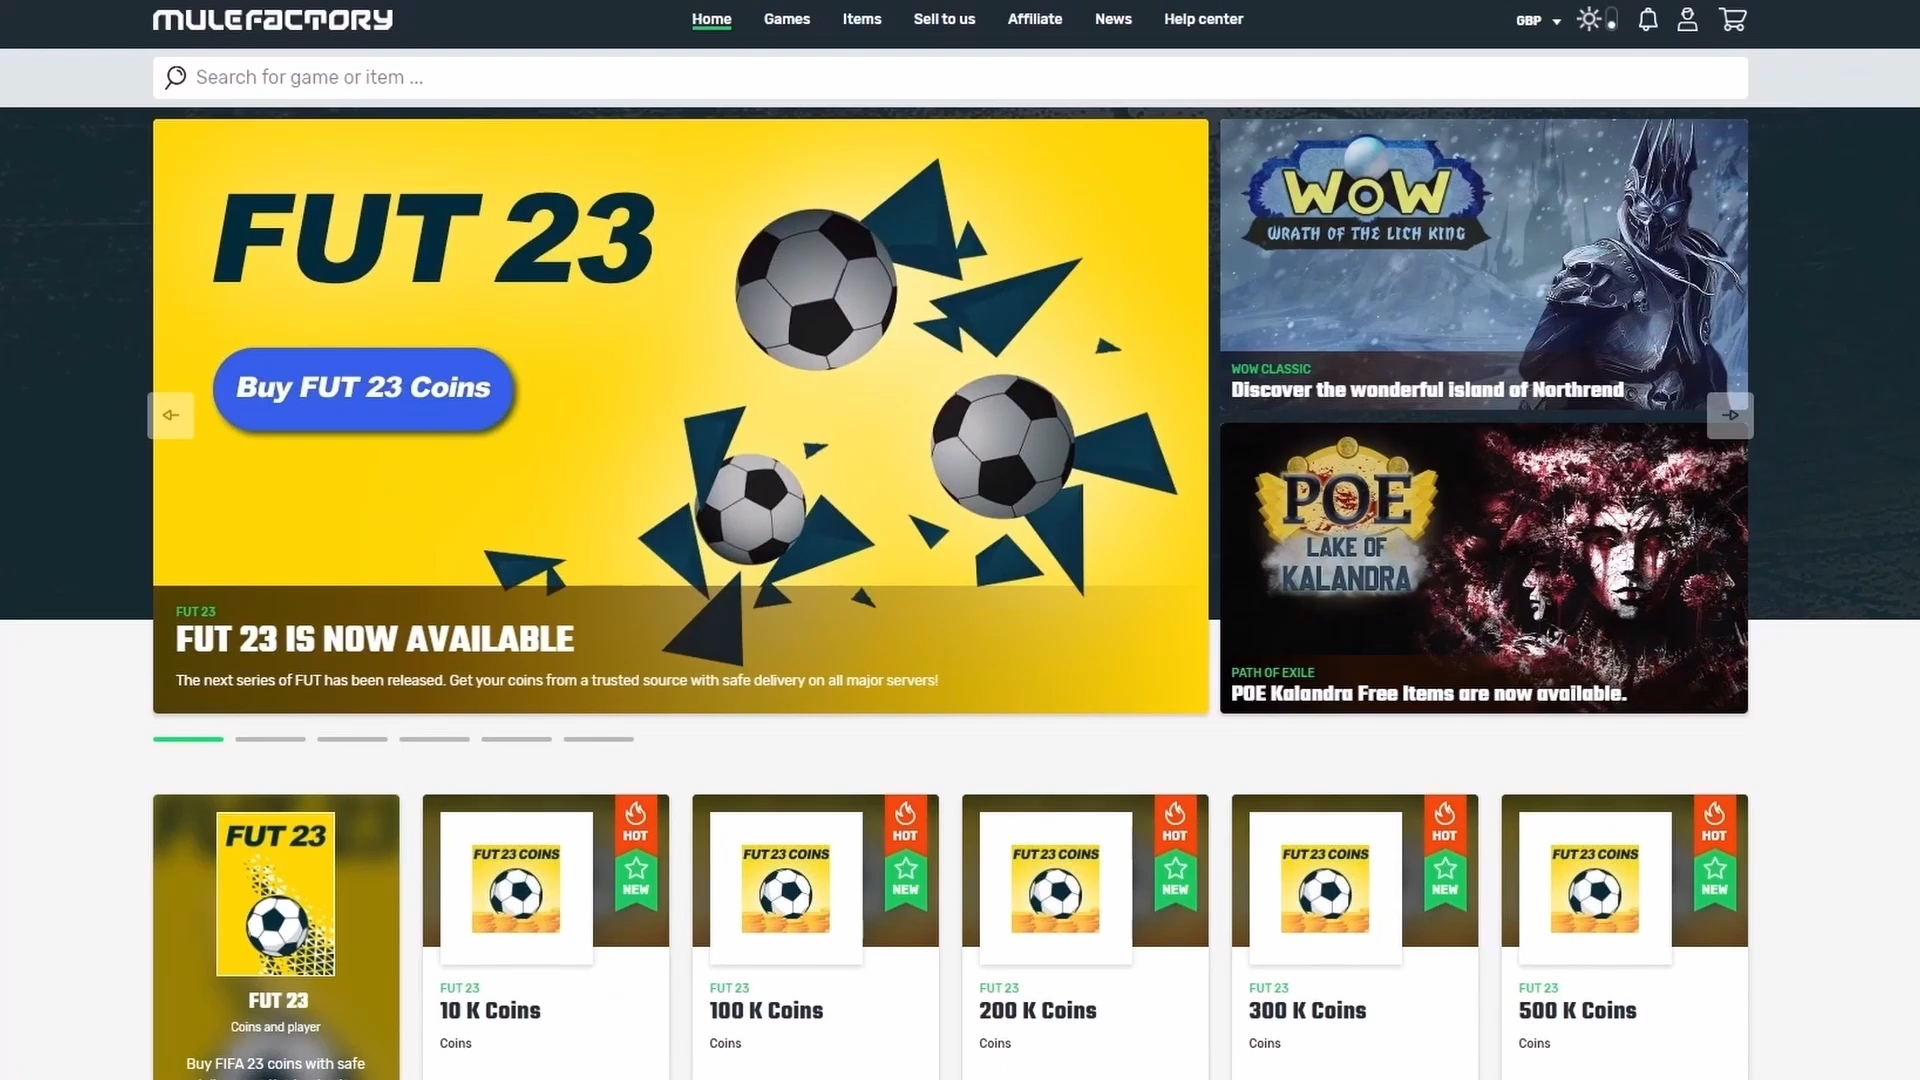 MULEFACTORY
Home
Games
Items
Sell to us
Affiliate
News
Help center
GBP
Search for game or item ...
FUT 23
Buy FUT 23 Coins
FUT 23
FUT 23 IS NOW AVAILABLE
The next series of FUT has been released. Get your coins from a trusted source with safe delivery on all major servers!
WOW
WRATH OF THE LICH KING
WOW CLASSIC
Discover the wonderful island of Northrend
POE
LAKE OF
KALANDRA
PATH OF EXILE
POE Kalandra Free Items are now available.
FUT 23
FUT 23
Coins and player
Buy FIFA 23 coins with safe
FUT 23 COINS
HOT
NEW
FUT 23
10 K Coins
Coins
FUT 23 COINS
HOT
NEW
FUT 23
100 K Coins
Coins
FUT 23 COINS
HOT
NEW
FUT 23
200 K Coins
Coins
FUT 23 COINS
HOT
NEW
FUT 23
300 K Coins
Coins
FUT 23 COINS
HOT
NEW
FUT 23
500 K Coins
Coins